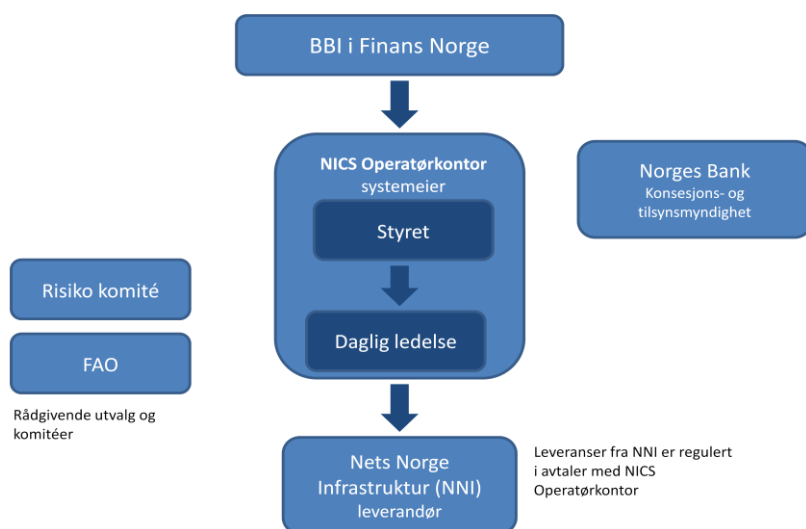 BBI i Finans Norge
NICS Operatørkontor
systemeier
Styret
Daglig ledelse
Norges Bank
Konsesjons- og
tilsynsmyndighet
Risiko komité
FAO
Rådgivende utvalg og
komitéer
Nets Norge
Infrastruktur (NNI)
leverandør
Leveranser fra NNI er regulert
i avtaler med NICS
Operatørkontor